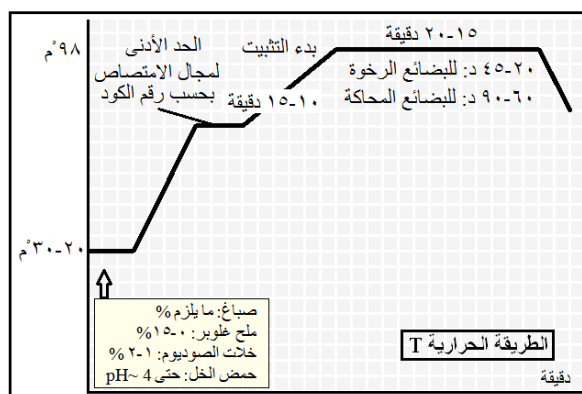 ١٥-٢٠ دقيقة
٩٨°م
بدء التثبيت
الحد الأدنى
لمجال الامتصاص
بحسب رقم الكود
٢٠-٤٥ د: للبضائع الرخوة
٦٠-٩٠ د: للبضائع المحاكة
١٠-١٥ دقيقة
٢٠-٣٠°م
صباغ: ما يلزم %
ملح غلوبر: ٠-١٥%
خلات الصوديوم: ١-٢ %
حمض الخل: حتى pH~ 4
الطريقة الحرارية T
دقيقة